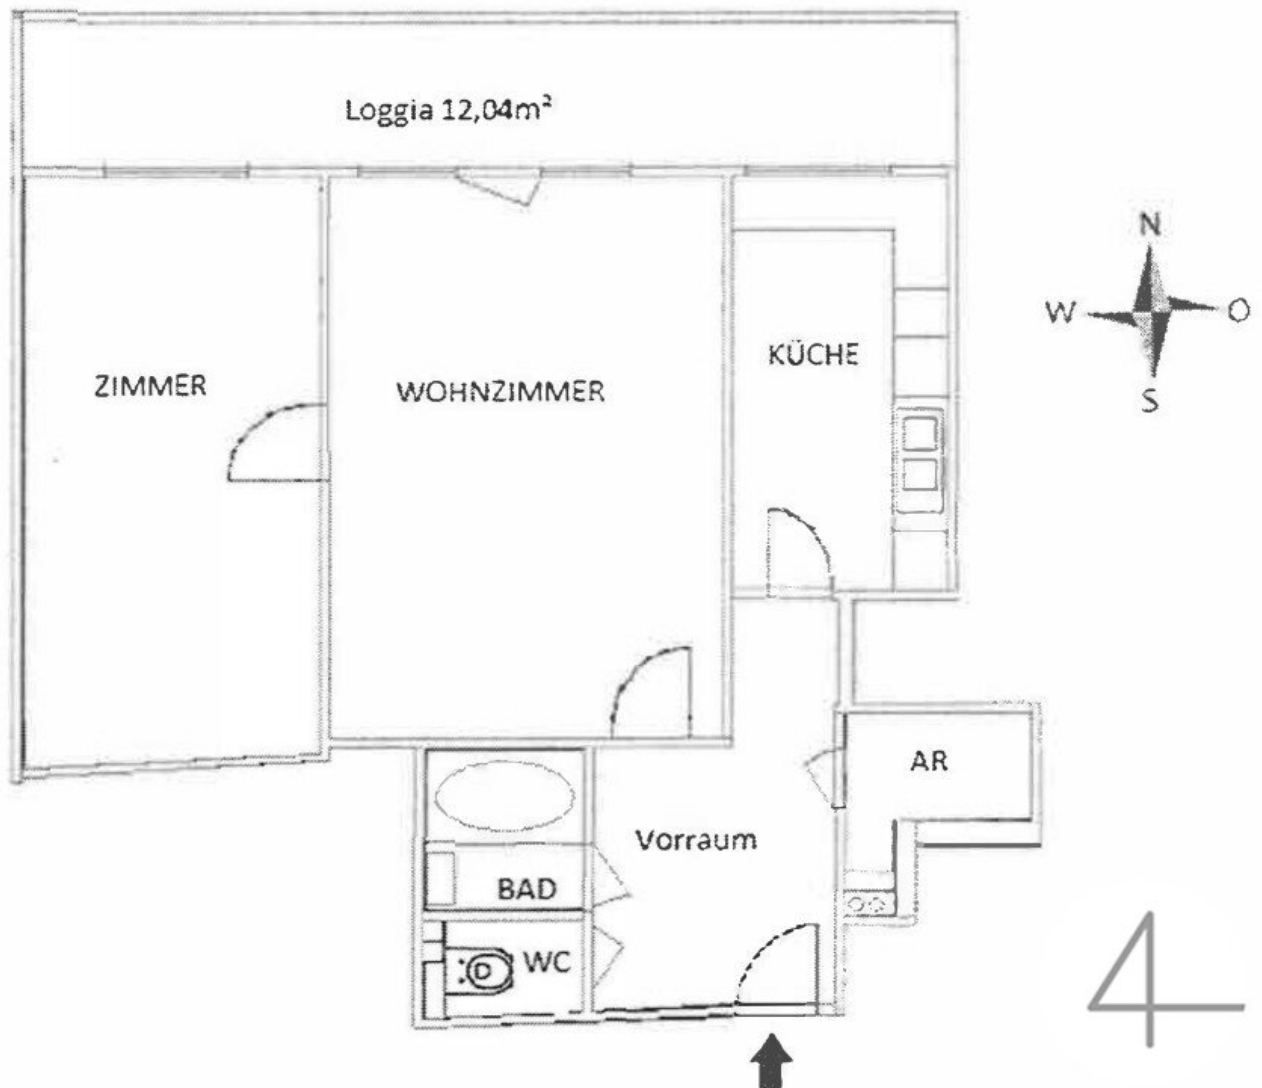 Loggia 12,04m²
N
W
O
S
ZIMMER
WOHNZIMMER
KÜCHE
AR
Vorraum
BAD
WC
4